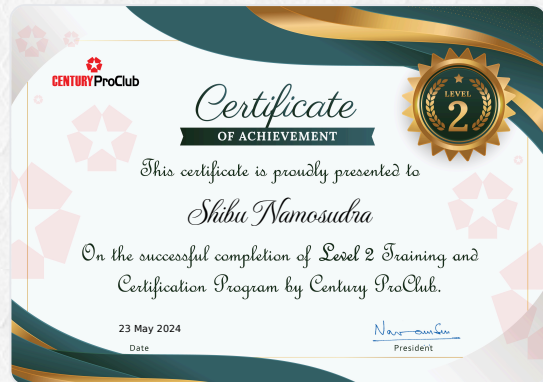 CENTURY ProClub
Certificate
OF ACHIEVEMENT
LEVEL
2
This certificate is proudly presented to
Shibu Namosudra
On the successful completion of Level 2 Training and
Certification Program by Century ProClub.
23 May 2024
Date
President